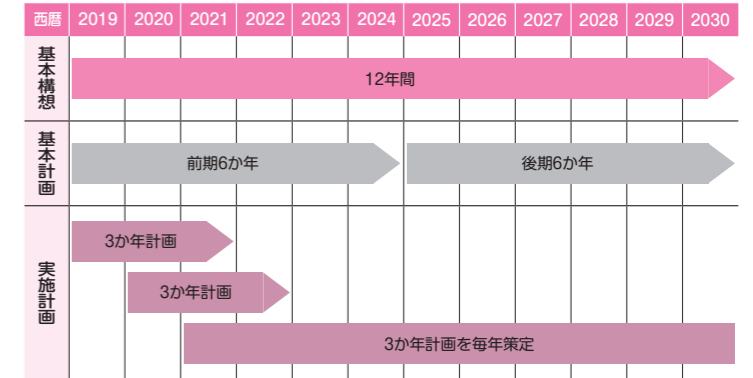 西暦 2019 2020 2021 2022 2023 2024 2025 2026 2027 2028 2029 2030
基本構想
12年間
基本計画
前期6か年 後期6か年
実施計画
3か年計画
3か年計画
3か年計画を毎年策定